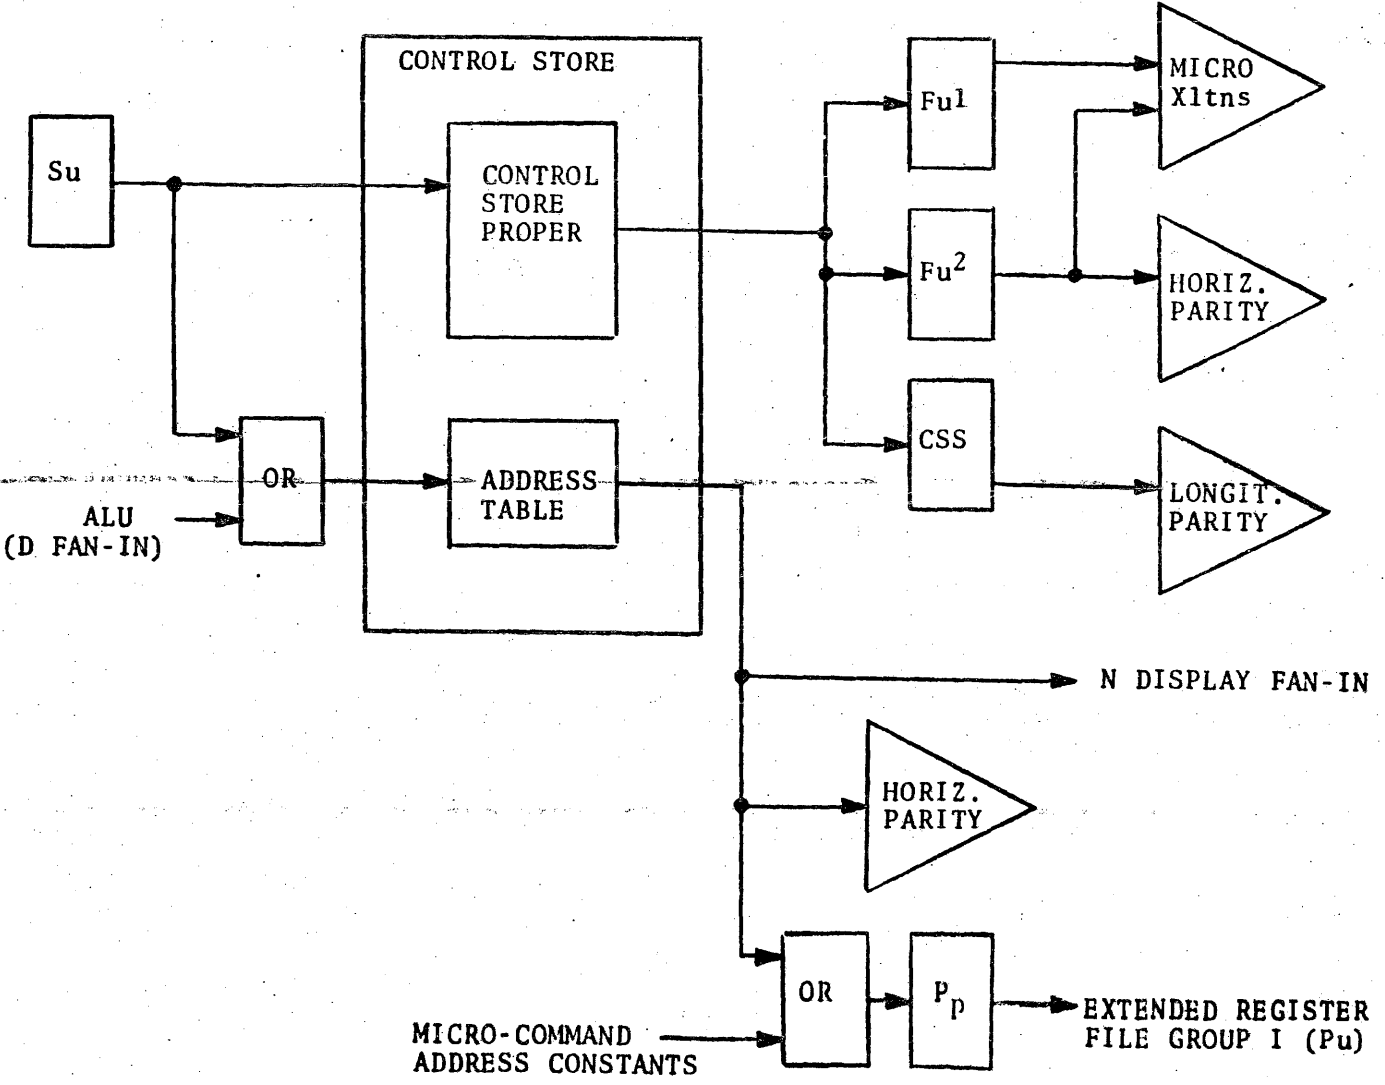 CONTROL STORE
MICRO
Xltns
Fu1
Su
CONTROL
STORE
PROPER
Fu2
HORIZ.
PARITY
CSS
OR
ADDRESS
TABLE
LONGIT.
PARITY
ALU
(D FAN-IN)
N DISPLAY FAN-IN
HORIZ.
PARITY
OR
Pp
EXTENDED REGISTER
FILE GROUP I (Pu)
MICRO-COMMAND
ADDRESS CONSTANTS